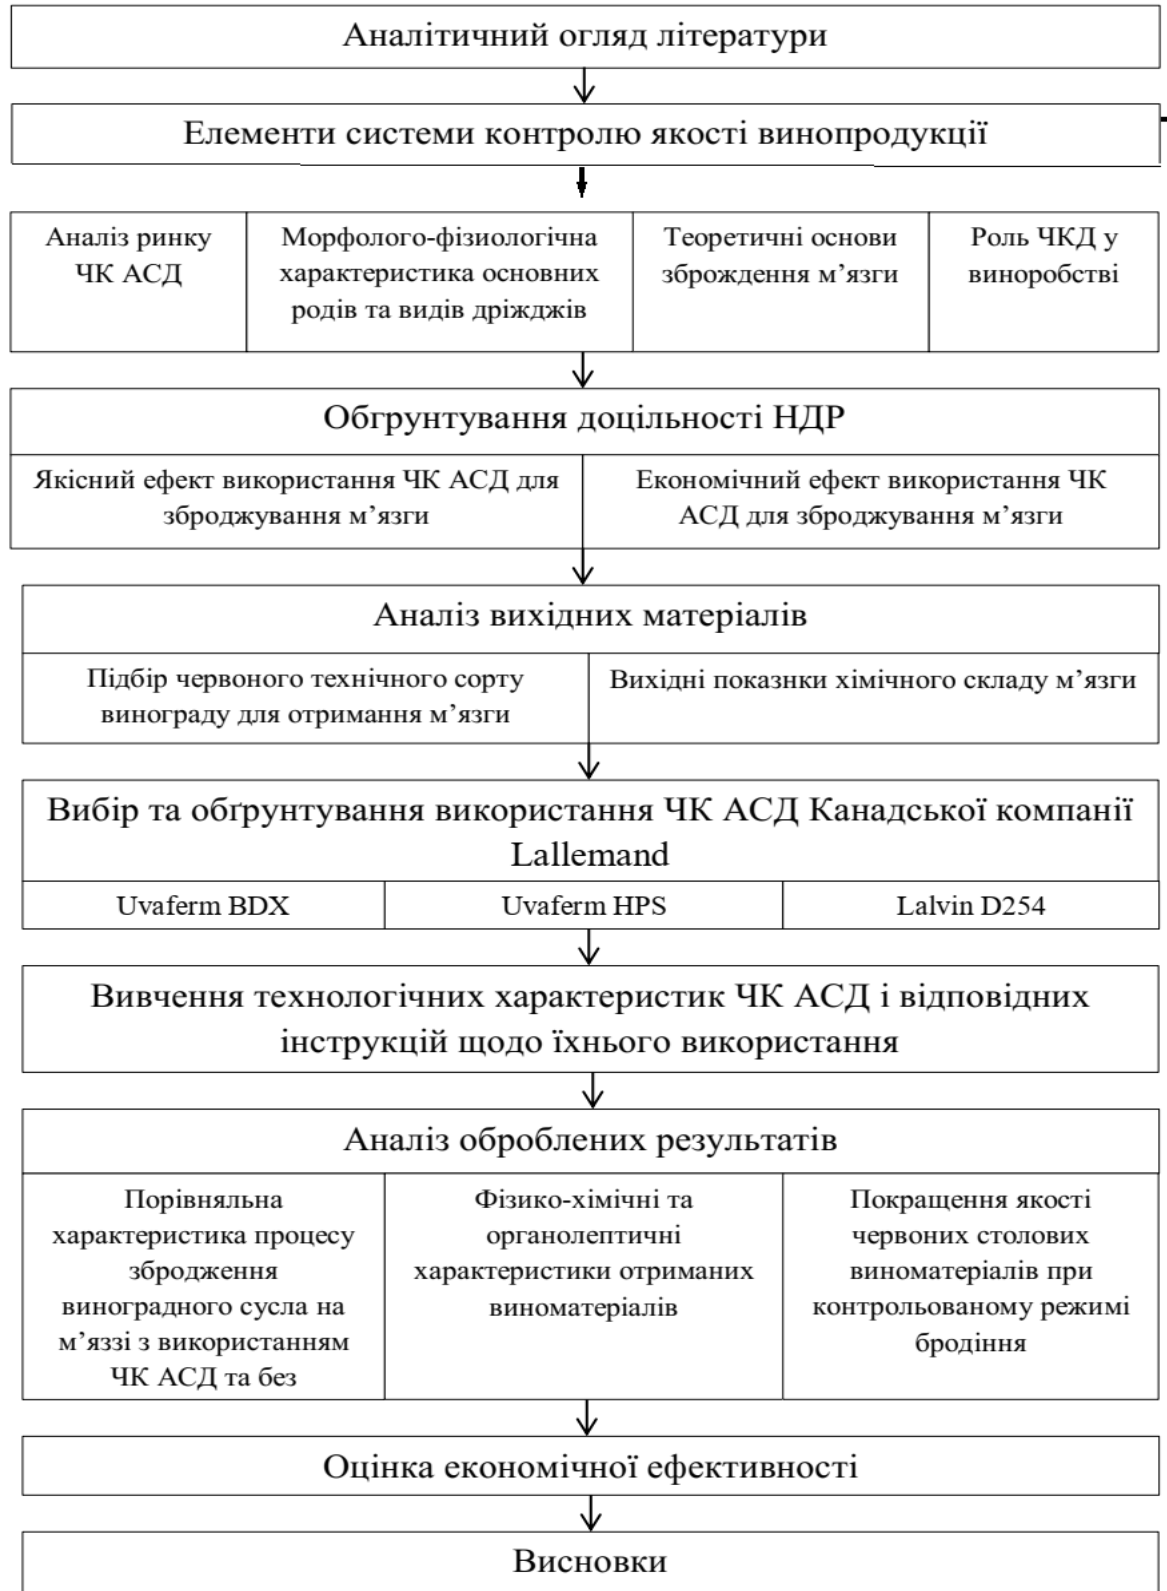 Аналітичний огляд літератури
Елементи системи контролю якості винопродукції
Аналіз ринку
ЧК АСД
Морфолого-фізиологічна
характеристика основних
родів та видів дріжджів
Теоретичні основи
зброждення м’язги
Роль ЧКД у
виноробстві
Обгрунтування доцільності НДР
Якісний ефект використання ЧК АСД для
зброджування м’язги
Економічний ефект використання ЧК
АСД для зброджування м’язги
Аналіз вихідних матеріалів
Підбір червоного технічного сорту
винограду для отримання м’язги
Вихідні показнки хімічного складу м’язги
Вибір та обґрунтування використання ЧК АСД Канадської компанії
Lallemand
Uvaferm BDX
Uvaferm HPS
Lalvin D254
Вивчення технологічних характеристик ЧК АСД і відповідних
інструкцій щодо їхнього використання
Аналіз оброблених результатів
Порівняльна
характеристика процесу
збродження
виноградного сусла на
м’яззі з використанням
ЧК АСД та без
Фізико-хімічні та
органолептичні
характеристики отриманих
виноматеріалів
Покращення якості
червоних столових
виноматеріалів при
контрольованому режимі
бродіння
Оцінка економічної ефективності
Висновки